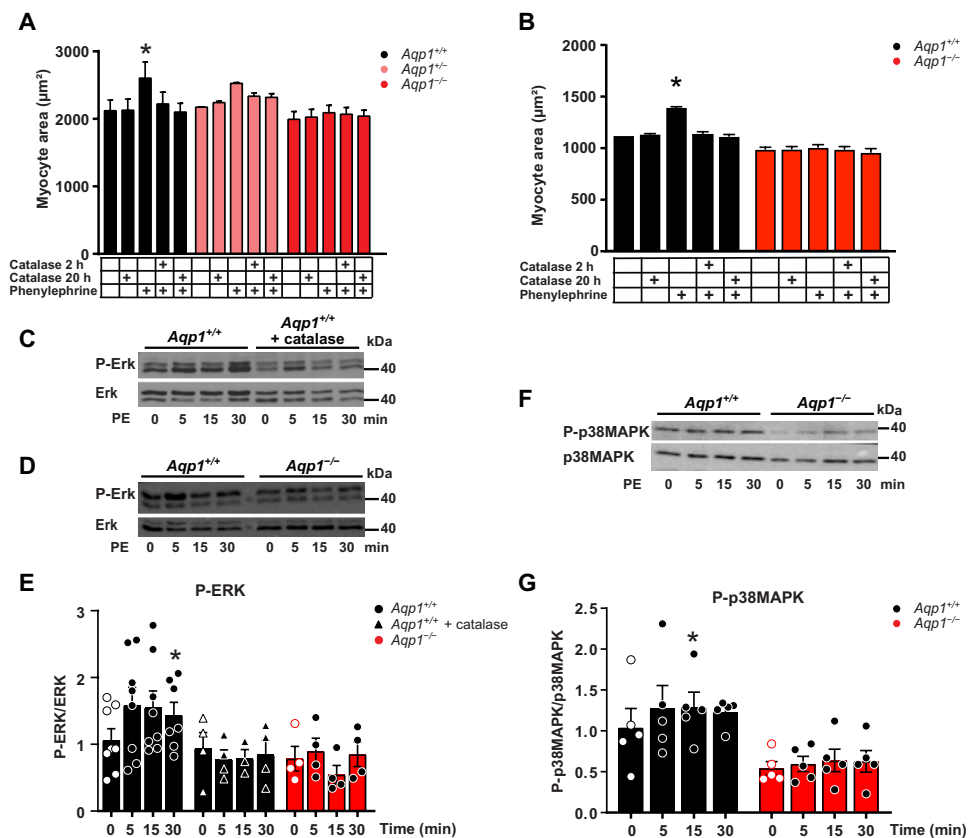 A
Myocyte area (μm²)
3000
2000
1000
0
*
Aqp1+/+
Aqp1+/−
Aqp1−/−
Catalase 2 h + + +
Catalase 20 h + + + + + +
Phenylephrine + + + + + + + + +
B
Myocyte area (μm²)
2000
1500
1000
500
0
*
Aqp1+/+
Aqp1−/−
Catalase 2 h + +
Catalase 20 h + + + +
Phenylephrine + + + + + +
C
Aqp1+/+ Aqp1+/+ + catalase kDa
P-Erk 40
Erk 40
PE 0 5 15 30 0 5 15 30 min
D
Aqp1+/+ Aqp1−/− kDa
P-Erk 40
Erk 40
PE 0 5 15 30 0 5 15 30 min
F
Aqp1+/+ Aqp1−/− kDa
P-p38MAPK 40
p38MAPK 40
PE 0 5 15 30 0 5 15 30 min
E
P-ERK
P-ERK/ERK
3
2
1
0
*
Aqp1+/+
Aqp1+/+ + catalase
Aqp1−/−
0 5 15 30 0 5 15 30 0 5 15 30 Time (min)
G
P-p38MAPK
P-p38MAPK/p38MAPK
2.5
2.0
1.5
1.0
0.5
0.0
*
Aqp1+/+
Aqp1−/−
0 5 15 30 0 5 15 30 Time (min)